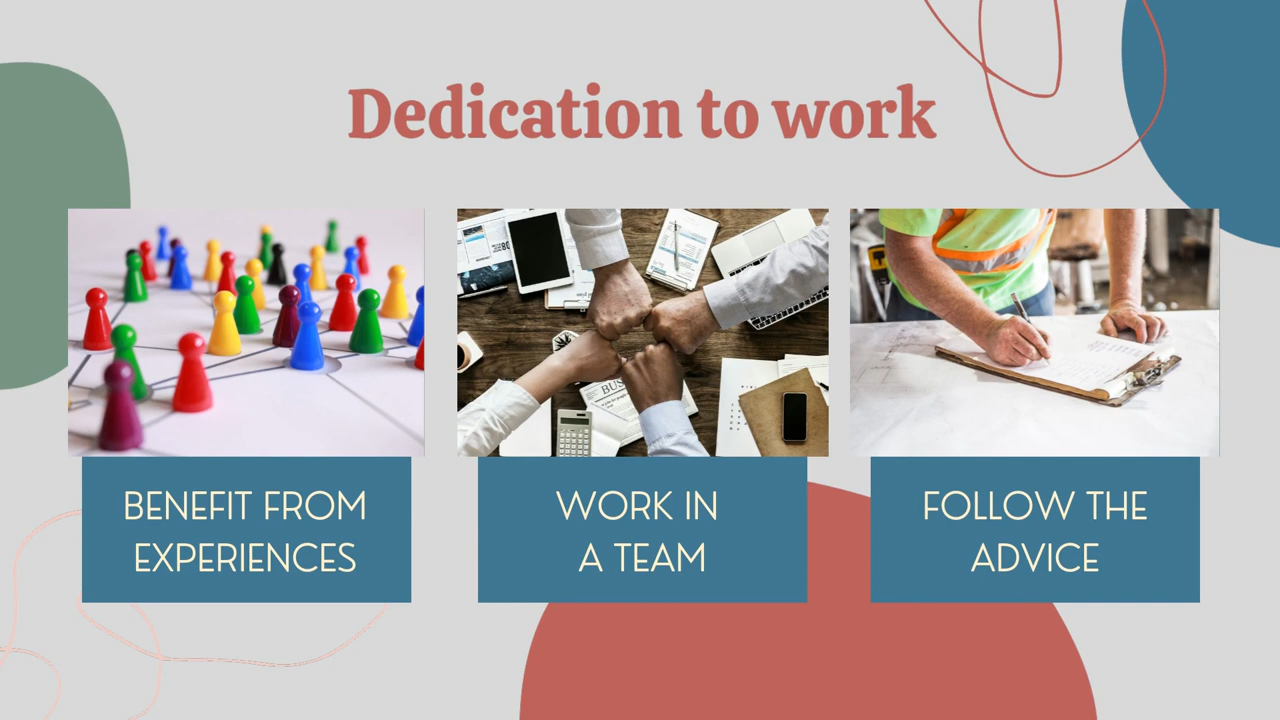 Dedication to work
BENEFIT FROM
EXPERIENCES
WORK IN
A TEAM
FOLLOW THE
ADVICE